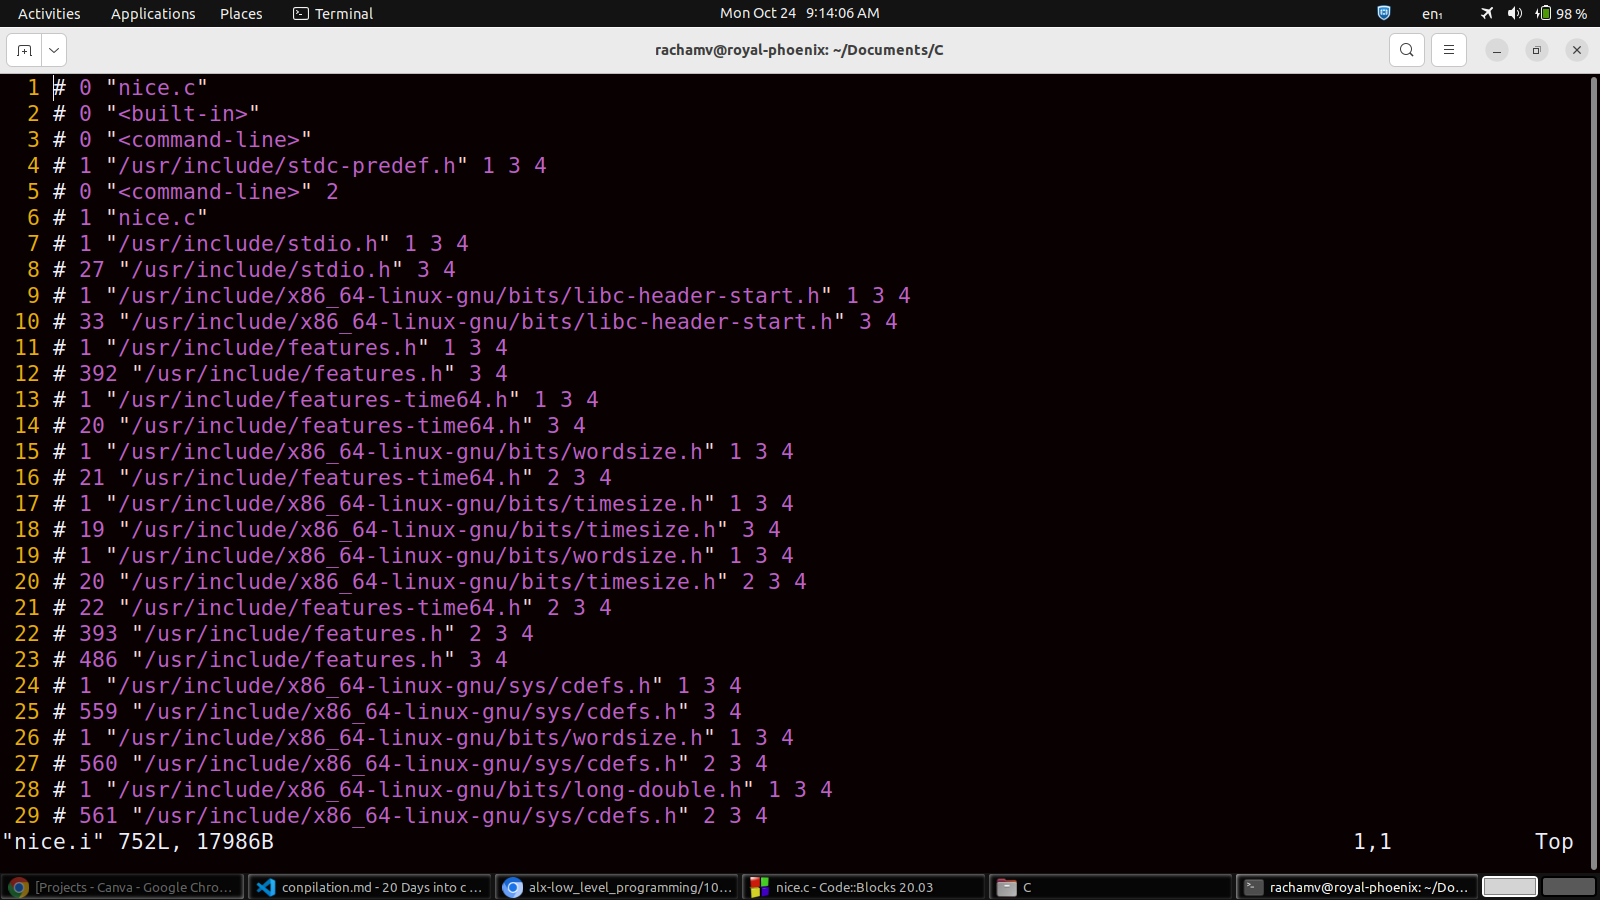 Activities Applications Places Terminal Mon Oct 24 9:14:06 AM en₁ 98 %
rachamv@royal-phoenix: ~/Documents/C
1 # 0 "nice.c"
2 # 0 "<built-in>"
3 # 0 "<command-line>"
4 # 1 "/usr/include/stdc-predef.h" 1 3 4
5 # 0 "<command-line>" 2
6 # 1 "nice.c"
7 # 1 "/usr/include/stdio.h" 1 3 4
8 # 27 "/usr/include/stdio.h" 3 4
9 # 1 "/usr/include/x86_64-linux-gnu/bits/libc-header-start.h" 1 3 4
10 # 33 "/usr/include/x86_64-linux-gnu/bits/libc-header-start.h" 3 4
11 # 1 "/usr/include/features.h" 1 3 4
12 # 392 "/usr/include/features.h" 3 4
13 # 1 "/usr/include/features-time64.h" 1 3 4
14 # 20 "/usr/include/features-time64.h" 3 4
15 # 1 "/usr/include/x86_64-linux-gnu/bits/wordsize.h" 1 3 4
16 # 21 "/usr/include/features-time64.h" 2 3 4
17 # 1 "/usr/include/x86_64-linux-gnu/bits/timesize.h" 1 3 4
18 # 19 "/usr/include/x86_64-linux-gnu/bits/timesize.h" 3 4
19 # 1 "/usr/include/x86_64-linux-gnu/bits/wordsize.h" 1 3 4
20 # 20 "/usr/include/x86_64-linux-gnu/bits/timesize.h" 2 3 4
21 # 22 "/usr/include/features-time64.h" 2 3 4
22 # 393 "/usr/include/features.h" 2 3 4
23 # 486 "/usr/include/features.h" 3 4
24 # 1 "/usr/include/x86_64-linux-gnu/sys/cdefs.h" 1 3 4
25 # 559 "/usr/include/x86_64-linux-gnu/sys/cdefs.h" 3 4
26 # 1 "/usr/include/x86_64-linux-gnu/bits/wordsize.h" 1 3 4
27 # 560 "/usr/include/x86_64-linux-gnu/sys/cdefs.h" 2 3 4
28 # 1 "/usr/include/x86_64-linux-gnu/bits/long-double.h" 1 3 4
29 # 561 "/usr/include/x86_64-linux-gnu/sys/cdefs.h" 2 3 4
"nice.i" 752L, 17986B 1,1 Top
[Projects - Canva - Google Chro... conpilation.md - 20 Days into c ... alx-low_level_programming/10... nice.c - Code::Blocks 20.03 C rachamv@royal-phoenix: ~/Do...